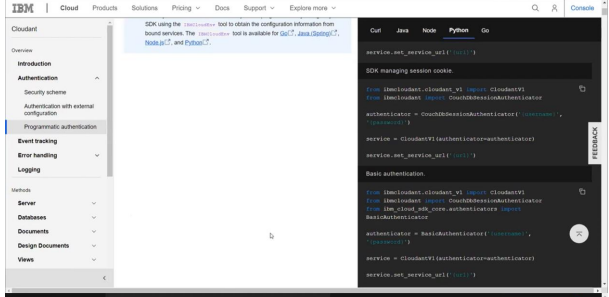 IBM
Cloud
Products
Solutions
Pricing
Docs
Support
Explore more
Console
Cloudant
Overview
Introduction
Authentication
Security scheme
Authentication with external
configuration
Programmatic authentication
Event tracking
Error handling
Logging
Methods
Server
Databases
Documents
Design Documents
Views
SDK using the IBMCloudEnv tool to obtain the configuration information from
bound services. The IBMCloudEnv tool is available for Go, Java (Spring),
Node.js, and Python.
Curl Java Node Python Go
service.set_service_url('{url}')
SDK managing session cookie.
from ibmcloudant.cloudant_v1 import CloudantV1
from ibmcloudant import CouchDbSessionAuthenticator
authenticator = CouchDbSessionAuthenticator('{username}',
'{password}')
service = CloudantV1(authenticator=authenticator)
service.set_service_url('{url}')
Basic authentication.
from ibmcloudant.cloudant_v1 import CloudantV1
from ibmcloudant import CouchDbSessionAuthenticator
from ibm_cloud_sdk_core.authenticators import
BasicAuthenticator
authenticator = BasicAuthenticator('{username}',
'{password}')
service = CloudantV1(authenticator=authenticator)
service.set_service_url('{url}')
FEEDBACK